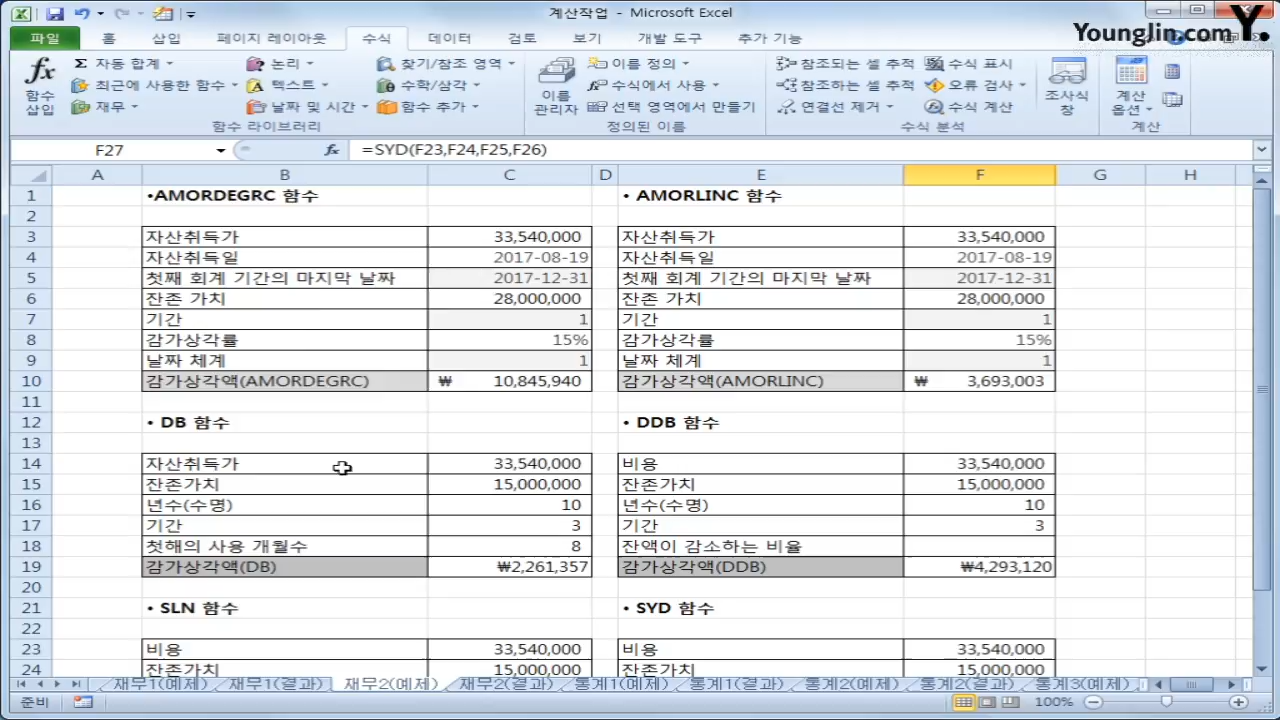 계산작업 - Microsoft Excel
Younglin.com Y.
파일 홈 삽입 페이지 레이아웃 수식 데이터 검토 보기 개발 도구 추가 기능
fx 함수 삽입
Σ 자동 합계
최근에 사용한 함수
재무
논리
텍스트
날짜 및 시간
찾기/참조 영역
수학/삼각
함수 추가
함수 라이브러리
이름 관리자
이름 정의
수식에서 사용
선택 영역에서 만들기
정의된 이름
참조되는 셀 추적
참조하는 셀 추적
연결선 제거
수식 표시
오류 검사
수식 계산
수식 분석
조사식 창
계산 옵션
계산
F27 fx =SYD(F23,F24,F25,F26)
A B C D E F G H
1 •AMORDEGRC 함수 • AMORLINC 함수
2
3 자산취득가 33,540,000 자산취득가 33,540,000
4 자산취득일 2017-08-19 자산취득일 2017-08-19
5 첫째 회계 기간의 마지막 날짜 2017-12-31 첫째 회계 기간의 마지막 날짜 2017-12-31
6 잔존 가치 28,000,000 잔존 가치 28,000,000
7 기간 1 기간 1
8 감가상각률 15% 감가상각률 15%
9 날짜 체계 1 날짜 체계 1
10 감가상각액(AMORDEGRC) ₩ 10,845,940 감가상각액(AMORLINC) ₩ 3,693,003
11
12 • DB 함수 • DDB 함수
13
14 자산취득가 33,540,000 비용 33,540,000
15 잔존가치 15,000,000 잔존가치 15,000,000
16 년수(수명) 10 년수(수명) 10
17 기간 3 기간 3
18 첫해의 사용 개월수 8 잔액이 감소하는 비율
19 감가상각액(DB) ₩2,261,357 감가상각액(DDB) ₩4,293,120
20
21 • SLN 함수 • SYD 함수
22
23 비용 33,540,000 비용 33,540,000
24 잔존가치 15,000,000 잔존가치 15,000,000
재무1(예제) 재무1(결과) 재무2(예제) 재무2(결과) 통계1(예제) 통계1(결과) 통계2(예제) 통계2(결과) 통계3(예제)
준비 100%